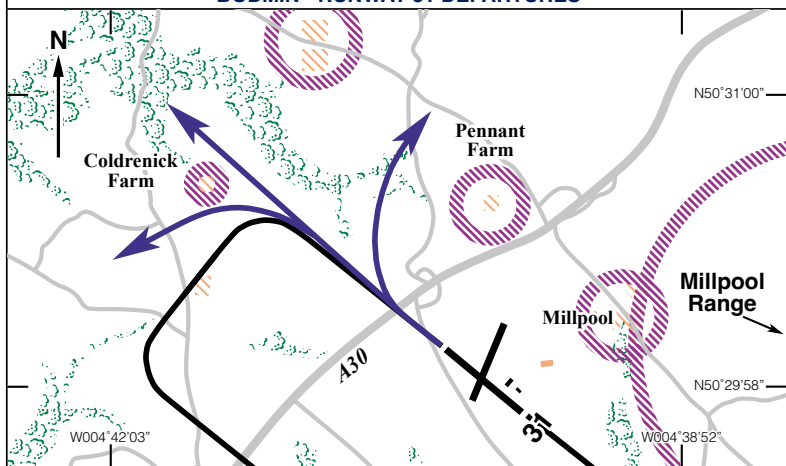 BODMIN - RUNWAY 31 DEPARTURES
N
N50°31'00"
Pennant
Farm
Coldrenick
Farm
Millpool
Range
Millpool
A30
N50°29'58"
31
W004°42'03"
W004°38'52"